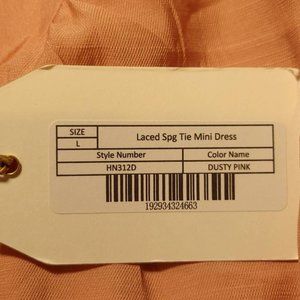 SIZE
L
Laced Spg Tie Mini Dress
Style Number Color Name
HN312D DUSTY PINK
192934324663